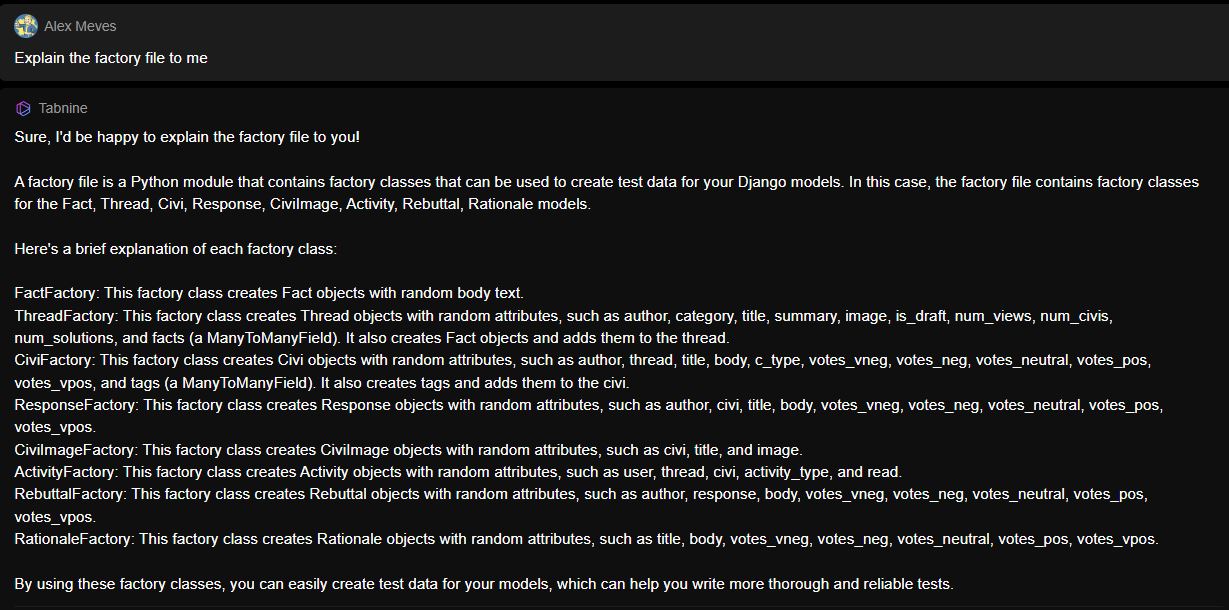 Alex Meves
Explain the factory file to me
Tabnine
Sure, I'd be happy to explain the factory file to you!
A factory file is a Python module that contains factory classes that can be used to create test data for your Django models. In this case, the factory file contains factory classes
for the Fact, Thread, Civi, Response, CiviImage, Activity, Rebuttal, Rationale models.
Here's a brief explanation of each factory class:
FactFactory: This factory class creates Fact objects with random body text.
ThreadFactory: This factory class creates Thread objects with random attributes, such as author, category, title, summary, image, is_draft, num_views, num_civis,
num_solutions, and facts (a ManyToManyField). It also creates Fact objects and adds them to the thread.
CiviFactory: This factory class creates Civi objects with random attributes, such as author, thread, title, body, c_type, votes_vneg, votes_neg, votes_neutral, votes_pos,
votes_vpos, and tags (a ManyToManyField). It also creates tags and adds them to the civi.
ResponseFactory: This factory class creates Response objects with random attributes, such as author, civi, title, body, votes_vneg, votes_neg, votes_neutral, votes_pos,
votes_vpos.
CiviImageFactory: This factory class creates CiviImage objects with random attributes, such as civi, title, and image.
ActivityFactory: This factory class creates Activity objects with random attributes, such as user, thread, civi, activity_type, and read.
RebuttalFactory: This factory class creates Rebuttal objects with random attributes, such as author, response, body, votes_vneg, votes_neg, votes_neutral, votes_pos,
votes_vpos.
RationaleFactory: This factory class creates Rationale objects with random attributes, such as title, body, votes_vneg, votes_neg, votes_neutral, votes_pos, votes_vpos.
By using these factory classes, you can easily create test data for your models, which can help you write more thorough and reliable tests.